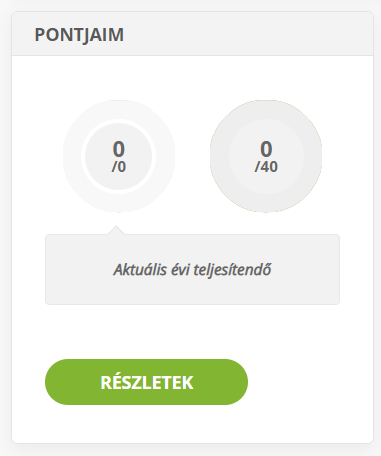 PONTJAIM
0 0
/0 /40
Aktuális évi teljesítendő
RÉSZLETEK